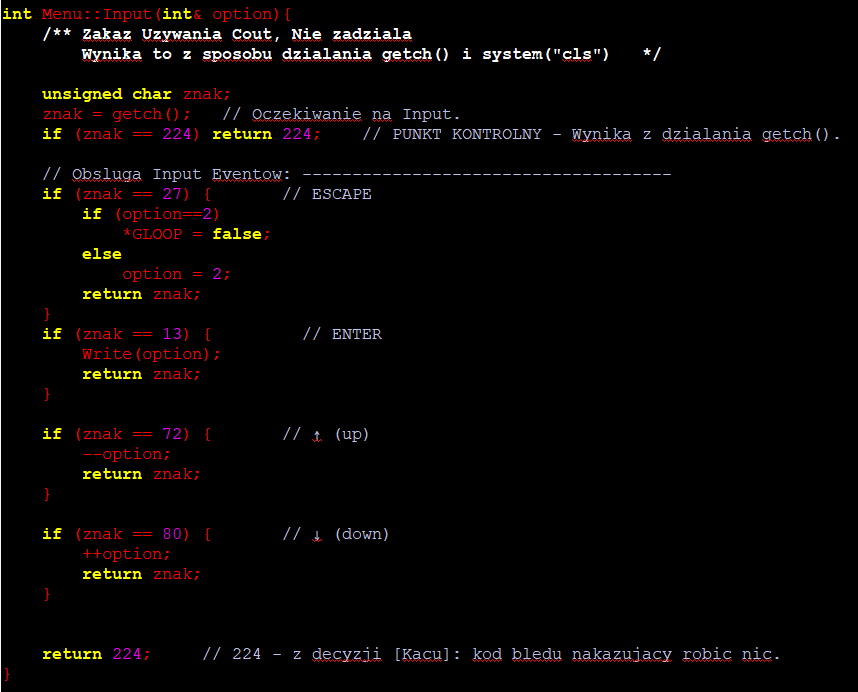 int Menu::Input(int& option){
    /** Zakaz Uzywania Cout, Nie zadziala
        Wynika to z sposobu dzialania getch() i system("cls")   */

    unsigned char znak;
    znak = getch();   // Oczekiwanie na Input.
    if (znak == 224) return 224;    // PUNKT KONTROLNY - Wynika z dzialania getch().

    // Obsluga Input Eventow: -------------------------------------
    if (znak == 27) {       // ESCAPE
        if (option==2)
            *GLOOP = false;
        else
            option = 2;
        return znak;
    }
    if (znak == 13) {         // ENTER
        Write(option);
        return znak;
    }

    if (znak == 72) {       // ↑ (up)
        --option;
        return znak;
    }

    if (znak == 80) {       // ↓ (down)
        ++option;
        return znak;
    }


    return 224;     // 224 - z decyzji [Kacu]: kod bledu nakazujacy robic nic.
}